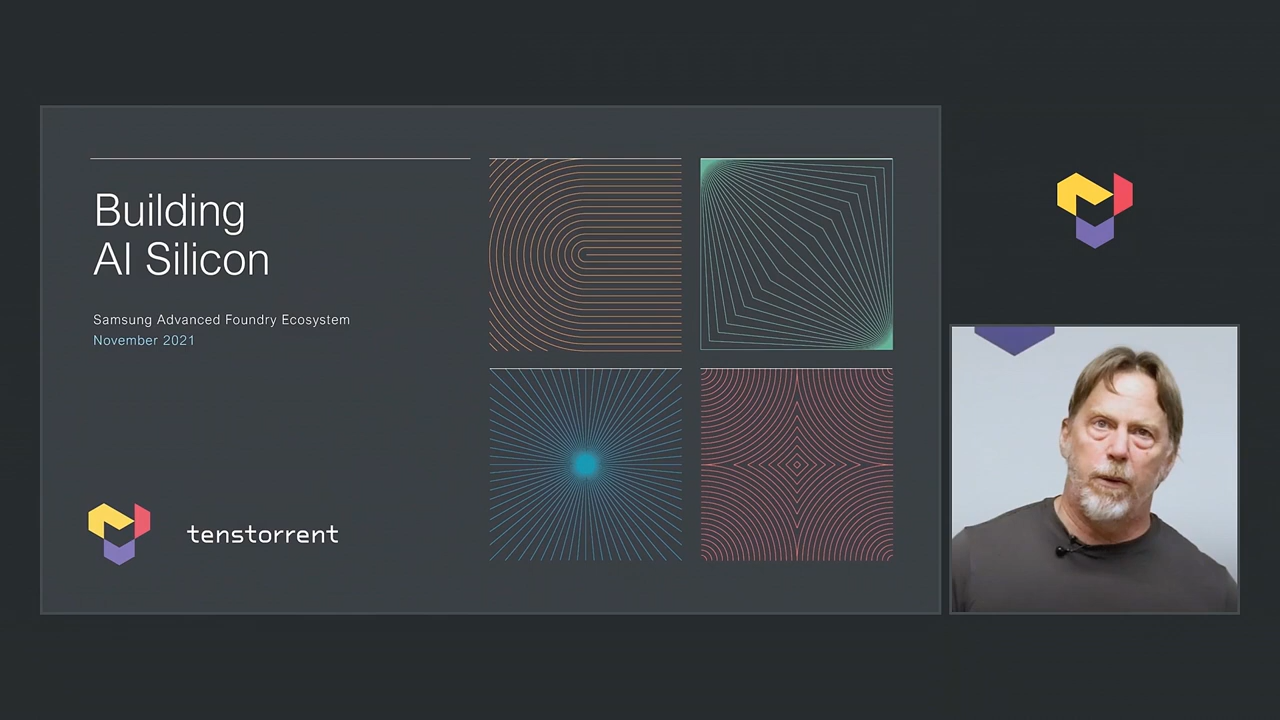 Building
AI Silicon
Samsung Advanced Foundry Ecosystem
November 2021
tenstorrent